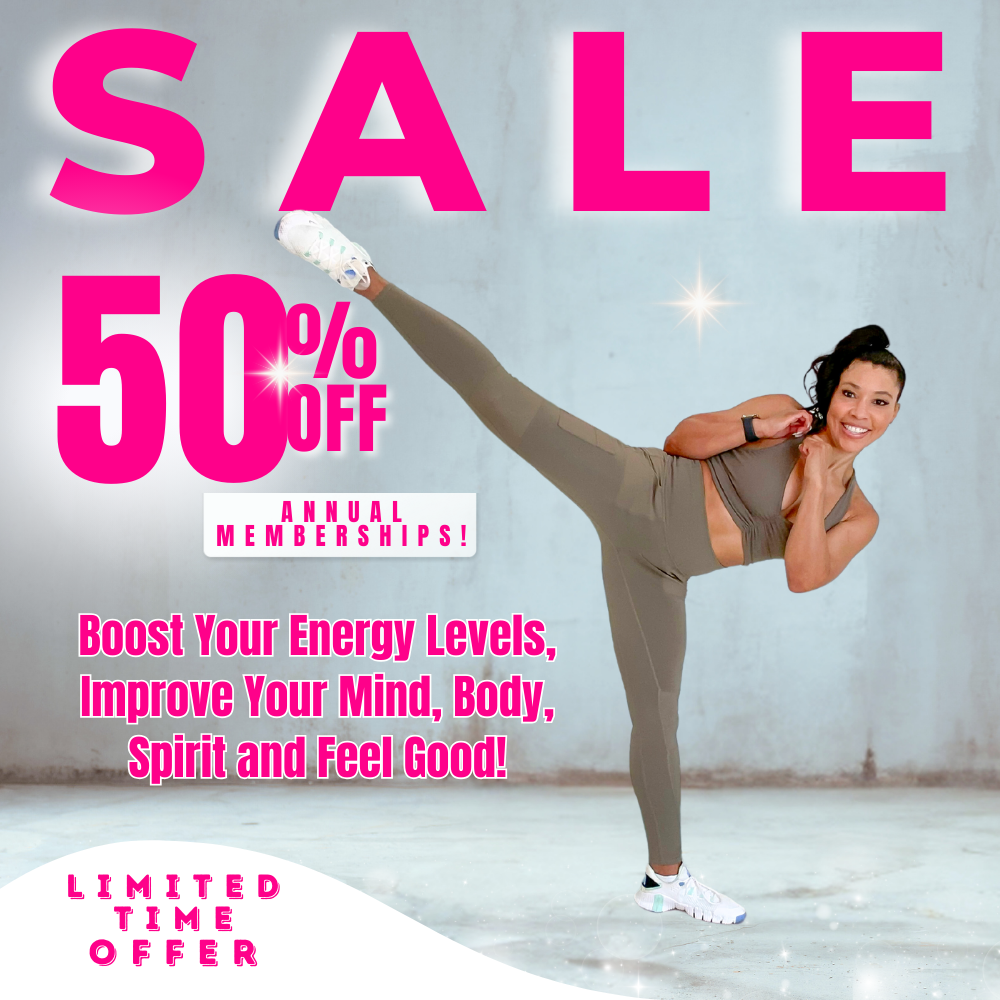 SALE
50%
OFF
ANNUAL
MEMBERSHIPS!
Boost Your Energy Levels,
Improve Your Mind, Body,
Spirit and Feel Good!
LIMITED
TIME
OFFER